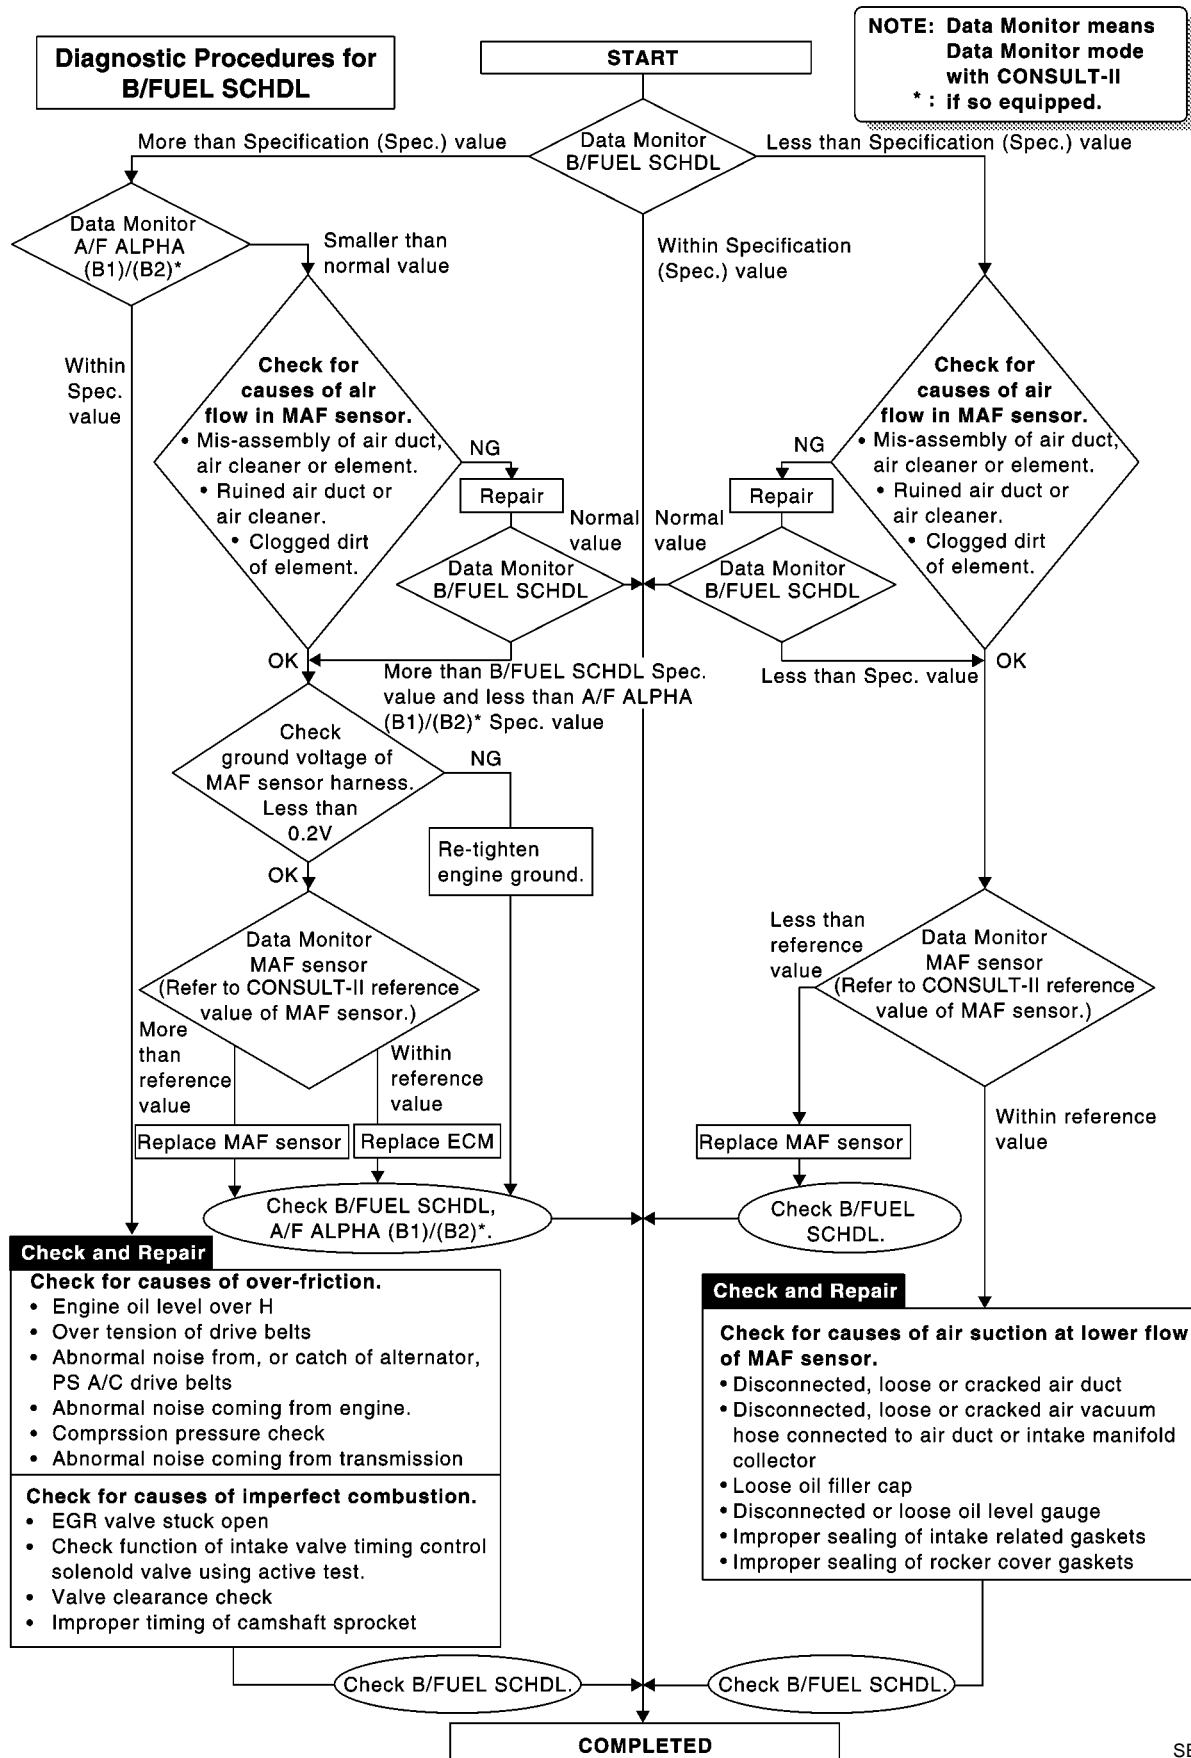 Diagnostic Procedures for
B/FUEL SCHDL
START
NOTE: Data Monitor means
Data Monitor mode
with CONSULT-II
* : if so equipped.
More than Specification (Spec.) value
Data Monitor
B/FUEL SCHDL
Less than Specification (Spec.) value
Data Monitor
A/F ALPHA
(B1)/(B2)*
Smaller than
normal value
Within Specification
(Spec.) value
Within
Spec.
value
Check for
causes of air
flow in MAF sensor.
• Mis-assembly of air duct,
air cleaner or element.
• Ruined air duct or
air cleaner.
• Clogged dirt
of element.
NG
Repair
Normal
value
Data Monitor
B/FUEL SCHDL
NG
Repair
Normal
value
Data Monitor
B/FUEL SCHDL
Check for
causes of air
flow in MAF sensor.
• Mis-assembly of air duct,
air cleaner or element.
• Ruined air duct or
air cleaner.
• Clogged dirt
of element.
OK
More than B/FUEL SCHDL Spec.
value and less than A/F ALPHA
(B1)/(B2)* Spec. value
Less than Spec. value
OK
Check
ground voltage of
MAF sensor harness.
Less than
0.2V
NG
Re-tighten
engine ground.
OK
Data Monitor
MAF sensor
(Refer to CONSULT-II reference
value of MAF sensor.)
Less than
reference
value
Data Monitor
MAF sensor
(Refer to CONSULT-II reference
value of MAF sensor.)
More
than
reference
value
Within
reference
value
Within reference
value
Replace MAF sensor
Replace ECM
Replace MAF sensor
Check B/FUEL SCHDL,
A/F ALPHA (B1)/(B2)*.
Check B/FUEL
SCHDL.
Check and Repair
Check for causes of over-friction.
• Engine oil level over H
• Over tension of drive belts
• Abnormal noise from, or catch of alternator,
PS A/C drive belts
• Abnormal noise coming from engine.
• Comprssion pressure check
• Abnormal noise coming from transmission
Check for causes of imperfect combustion.
• EGR valve stuck open
• Check function of intake valve timing control
solenold valve using active test.
• Valve clearance check
• Improper timing of camshaft sprocket
Check and Repair
Check for causes of air suction at lower flow
of MAF sensor.
• Disconnected, loose or cracked air duct
• Disconnected, loose or cracked air vacuum
hose connected to air duct or intake manifold
collector
• Loose oil filler cap
• Disconnected or loose oil level gauge
• Improper sealing of intake related gaskets
• Improper sealing of rocker cover gaskets
Check B/FUEL SCHDL.
Check B/FUEL SCHDL.
COMPLETED